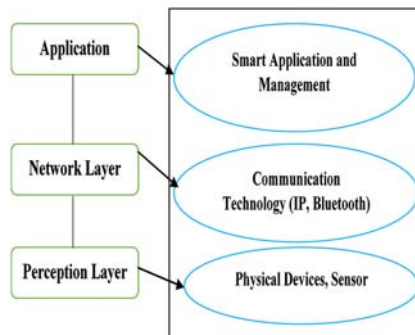 Application
Smart Application and
Management
Network Layer
Communication
Technology (IP, Bluetooth)
Perception Layer
Physical Devices, Sensor